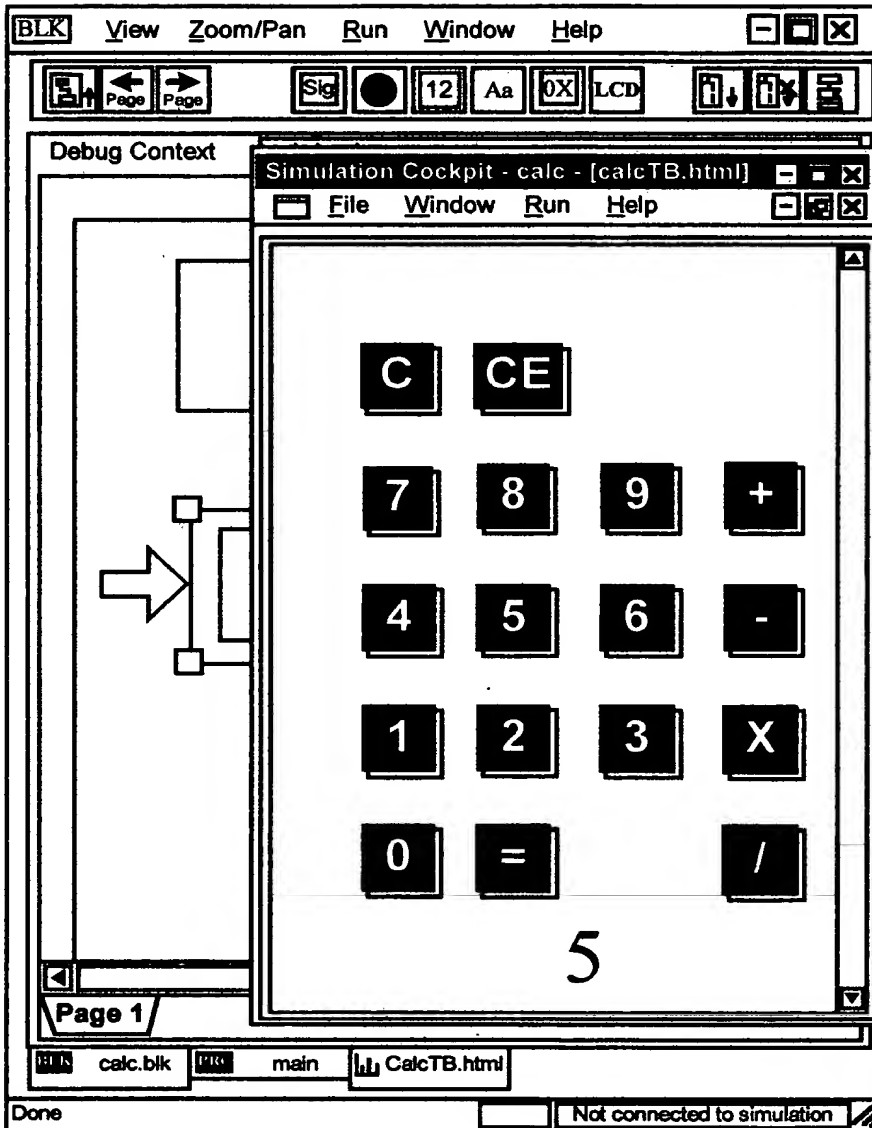 BLK View Zoom/Pan Run Window Help
Page Page Sig 12 Aa 0X LCD
Debug Context
Simulation Cockpit - calc - [calcTB.html]
File Window Run Help
C CE
7 8 9 +
4 5 6 -
1 2 3 X
0 = /
5
Page 1
calc.blk main CalcTB.html
Done Not connected to simulation